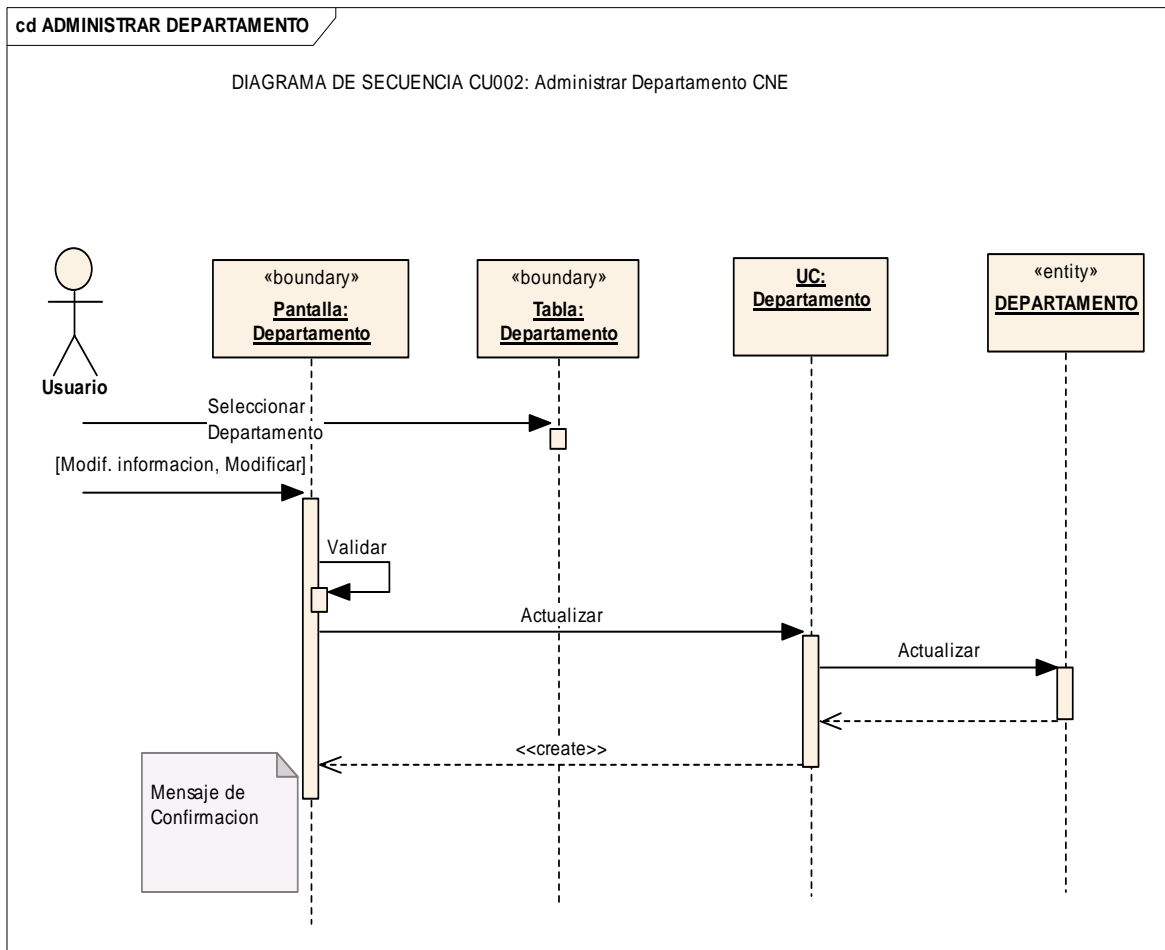 cd ADMINISTRAR DEPARTAMENTO
DIAGRAMA DE SECUENCIA CU002: Administrar Departamento CNE
Usuario
«boundary»
Pantalla:
Departamento
«boundary»
Tabla:
Departamento
UC:
Departamento
«entity»
DEPARTAMENTO
Seleccionar
Departamento
[Modif. informacion, Modificar]
Validar
Actualizar
Actualizar
<<create>>
Mensaje de
Confirmacion